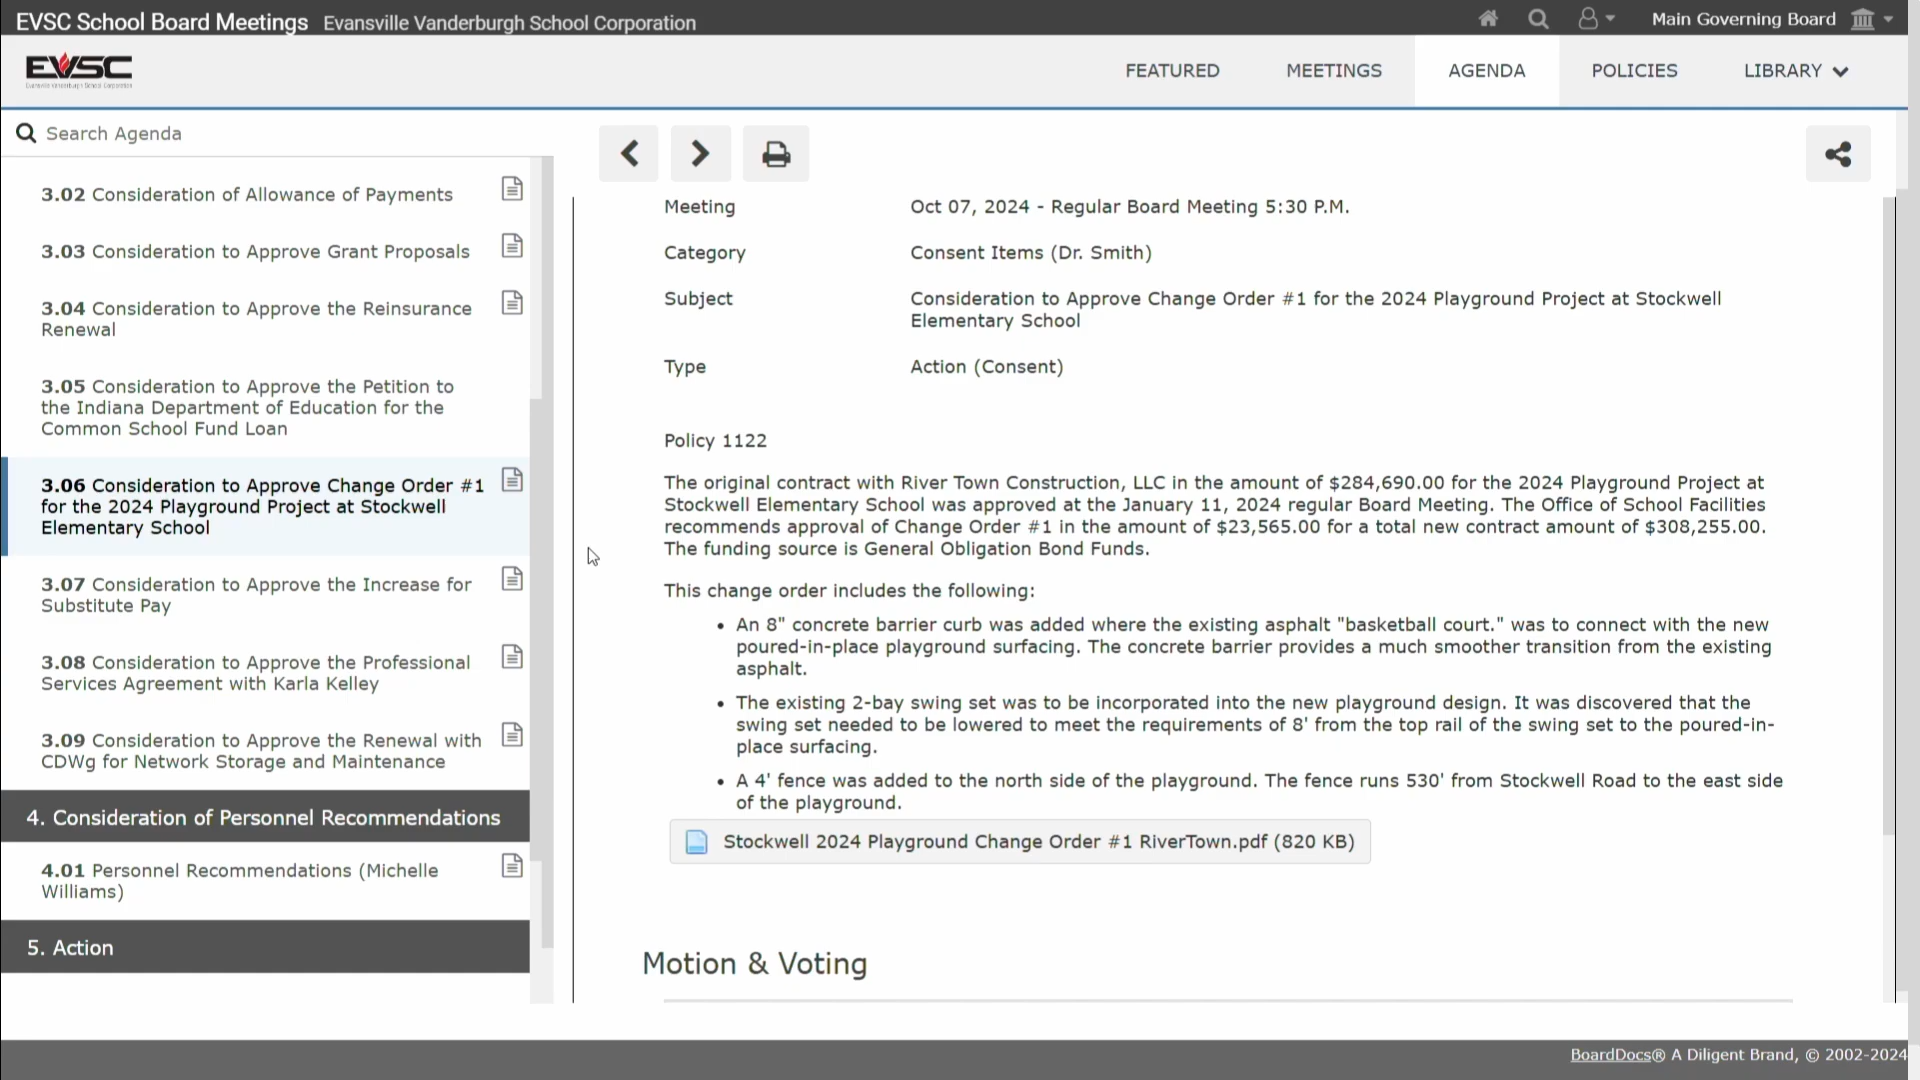 EVSC School Board Meetings Evansville Vanderburgh School Corporation
Main Governing Board
EVSC
Evansville Vanderburgh School Corporation
FEATURED MEETINGS AGENDA POLICIES LIBRARY
Search Agenda
3.02 Consideration of Allowance of Payments
3.03 Consideration to Approve Grant Proposals
3.04 Consideration to Approve the Reinsurance
Renewal
3.05 Consideration to Approve the Petition to
the Indiana Department of Education for the
Common School Fund Loan
3.06 Consideration to Approve Change Order #1
for the 2024 Playground Project at Stockwell
Elementary School
3.07 Consideration to Approve the Increase for
Substitute Pay
3.08 Consideration to Approve the Professional
Services Agreement with Karla Kelley
3.09 Consideration to Approve the Renewal with
CDWg for Network Storage and Maintenance
4. Consideration of Personnel Recommendations
4.01 Personnel Recommendations (Michelle
Williams)
5. Action
Meeting Oct 07, 2024 - Regular Board Meeting 5:30 P.M.
Category Consent Items (Dr. Smith)
Subject Consideration to Approve Change Order #1 for the 2024 Playground Project at Stockwell
Elementary School
Type Action (Consent)
Policy 1122
The original contract with River Town Construction, LLC in the amount of $284,690.00 for the 2024 Playground Project at
Stockwell Elementary School was approved at the January 11, 2024 regular Board Meeting. The Office of School Facilities
recommends approval of Change Order #1 in the amount of $23,565.00 for a total new contract amount of $308,255.00.
The funding source is General Obligation Bond Funds.
This change order includes the following:
• An 8" concrete barrier curb was added where the existing asphalt "basketball court." was to connect with the new
poured-in-place playground surfacing. The concrete barrier provides a much smoother transition from the existing
asphalt.
• The existing 2-bay swing set was to be incorporated into the new playground design. It was discovered that the
swing set needed to be lowered to meet the requirements of 8' from the top rail of the swing set to the poured-in-
place surfacing.
• A 4' fence was added to the north side of the playground. The fence runs 530' from Stockwell Road to the east side
of the playground.
Stockwell 2024 Playground Change Order #1 RiverTown.pdf (820 KB)
Motion & Voting
BoardDocs® A Diligent Brand, © 2002-2024